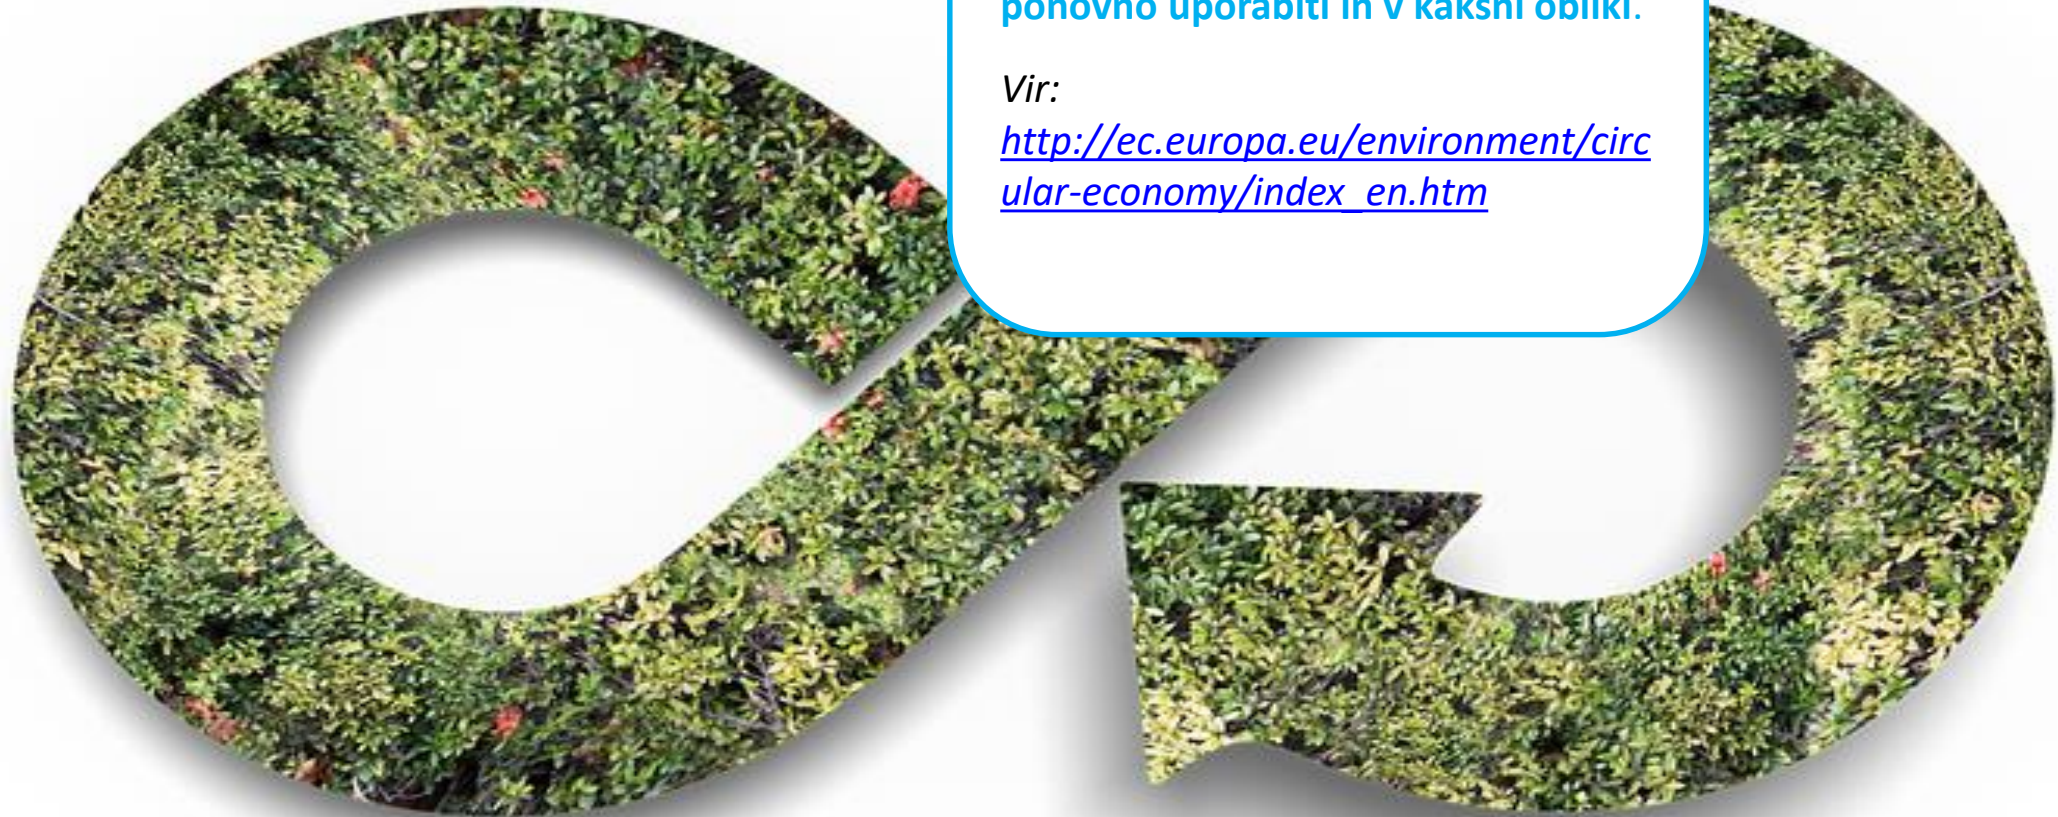 ponovno uporabiti in v kakšni obliki.
Vir:
http://ec.europa.eu/environment/circ
ular-economy/index_en.htm